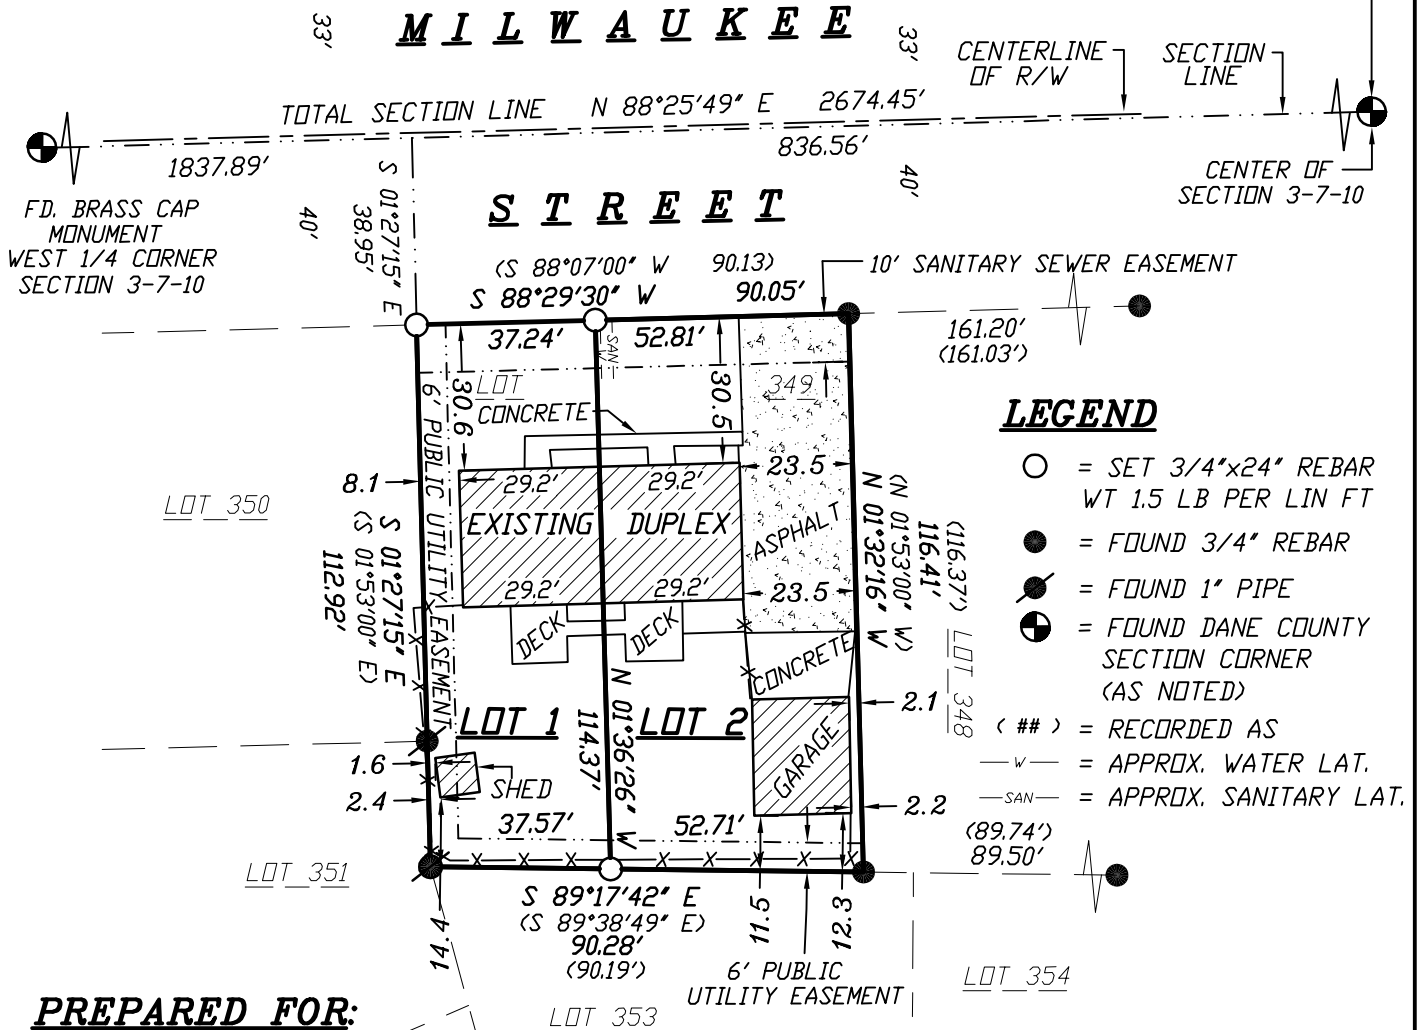 33'
MILWAUKEE
33'
CENTERLINE
OF R/W
SECTION
LINE
TOTAL SECTION LINE N 88°25'49" E 2674.45'
1837.89'
836.56'
FD. BRASS CAP
MONUMENT
WEST 1/4 CORNER
SECTION 3-7-10
40'
S 01°27'15" E
38.95'
STREET
40'
CENTER OF
SECTION 3-7-10
(S 88°07'00" W 90.13)
S 88°29'30" W 90.05'
10' SANITARY SEWER EASEMENT
37.24'
SAN
W
52.81'
161.20'
(161.03')
30.6
LOT
349
30.5
CONCRETE
6' PUBLIC UTILITY EASEMENT
LEGEND
= SET 3/4"x24" REBAR
WT 1.5 LB PER LIN FT
= FOUND 3/4" REBAR
= FOUND 1" PIPE
= FOUND DANE COUNTY
SECTION CORNER
(AS NOTED)
( ## ) = RECORDED AS
W = APPROX. WATER LAT.
SAN = APPROX. SANITARY LAT.
LOT 350
8.1
S 01°27'15" E
(S 01°53'00" E)
112.92'
29.2'
29.2'
23.5
EXISTING DUPLEX
ASPHALT
29.2'
29.2'
23.5
N 01°32'16" W
(N 01°53'00" W)
116.41'
(116.37')
LOT 348
DECK
DECK
CONCRETE
X
X
X
X
X
LOT 1
LOT 2
N 01°36'26" W
114.37'
2.1
GARAGE
1.6
2.4
SHED
X
2.2
37.57'
52.71'
(89.74')
89.50'
X X X X X X X X X X
LOT 351
S 89°17'42" E
(S 89°38'49" E)
90.28'
(90.19')
14.4
11.5
12.3
6' PUBLIC
UTILITY EASEMENT
LOT 354
LOT 353
PREPARED FOR: